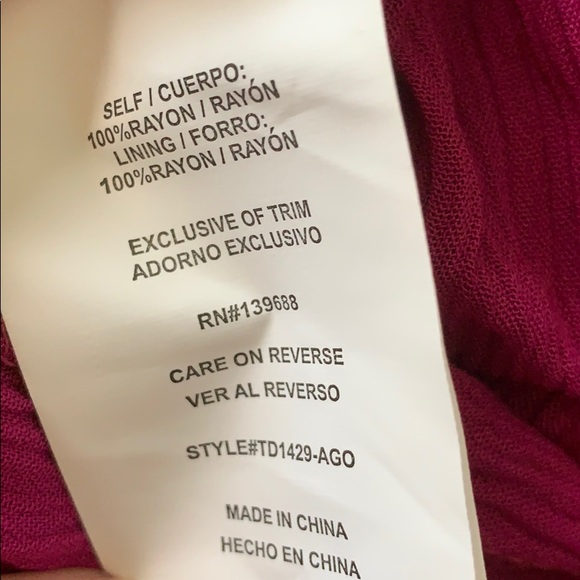 SELF / CUERPO:
100%RAYON / RAYÓN
LINING / FORRO:
100%RAYON / RAYÓN
EXCLUSIVE OF TRIM
ADORNO EXCLUSIVO
RN#139688
CARE ON REVERSE
VER AL REVERSO
STYLE#TD1429-AGO
MADE IN CHINA
HECHO EN CHINA